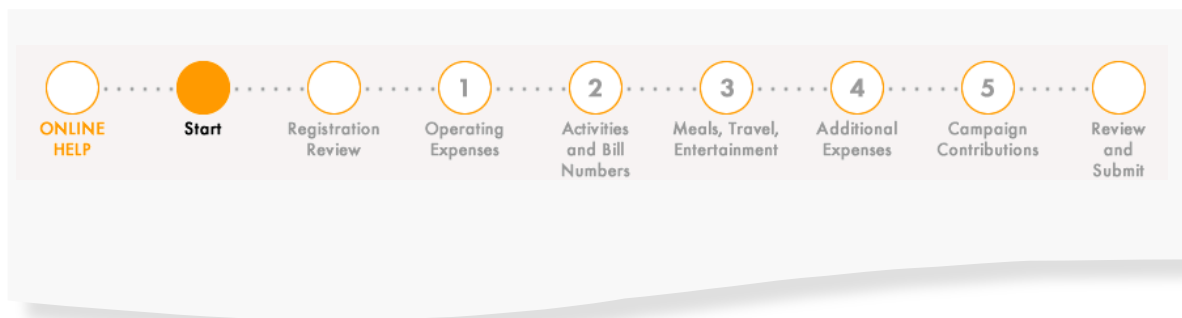 ONLINE
HELP
Start
Registration
Review
1
Operating
Expenses
2
Activities
and Bill
Numbers
3
Meals, Travel,
Entertainment
4
Additional
Expenses
5
Campaign
Contributions
Review
and
Submit